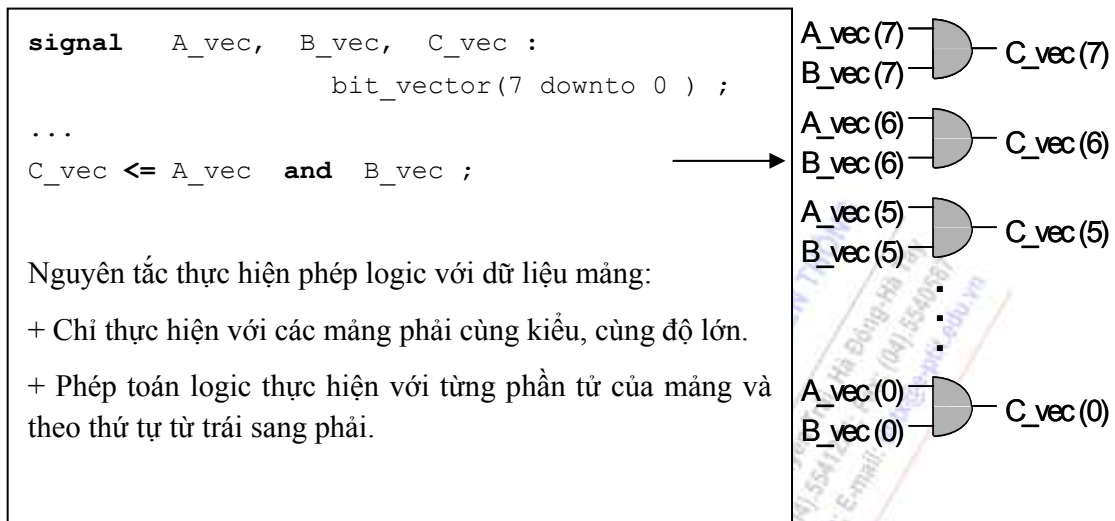 signal A_vec, B_vec, C_vec :
bit_vector(7 downto 0 ) ;
...
C_vec <= A_vec and B_vec ;
Nguyên tắc thực hiện phép logic với dữ liệu mảng:
+ Chỉ thực hiện với các mảng phải cùng kiểu, cùng độ lớn.
+ Phép toán logic thực hiện với từng phần tử của mảng và
theo thứ tự từ trái sang phải.
A_vec (7)
B_vec (7)
C_vec (7)
A_vec (6)
B_vec (6)
C_vec (6)
A_vec (5)
B_vec (5)
C_vec (5)
A_vec (0)
B_vec (0)
C_vec (0)